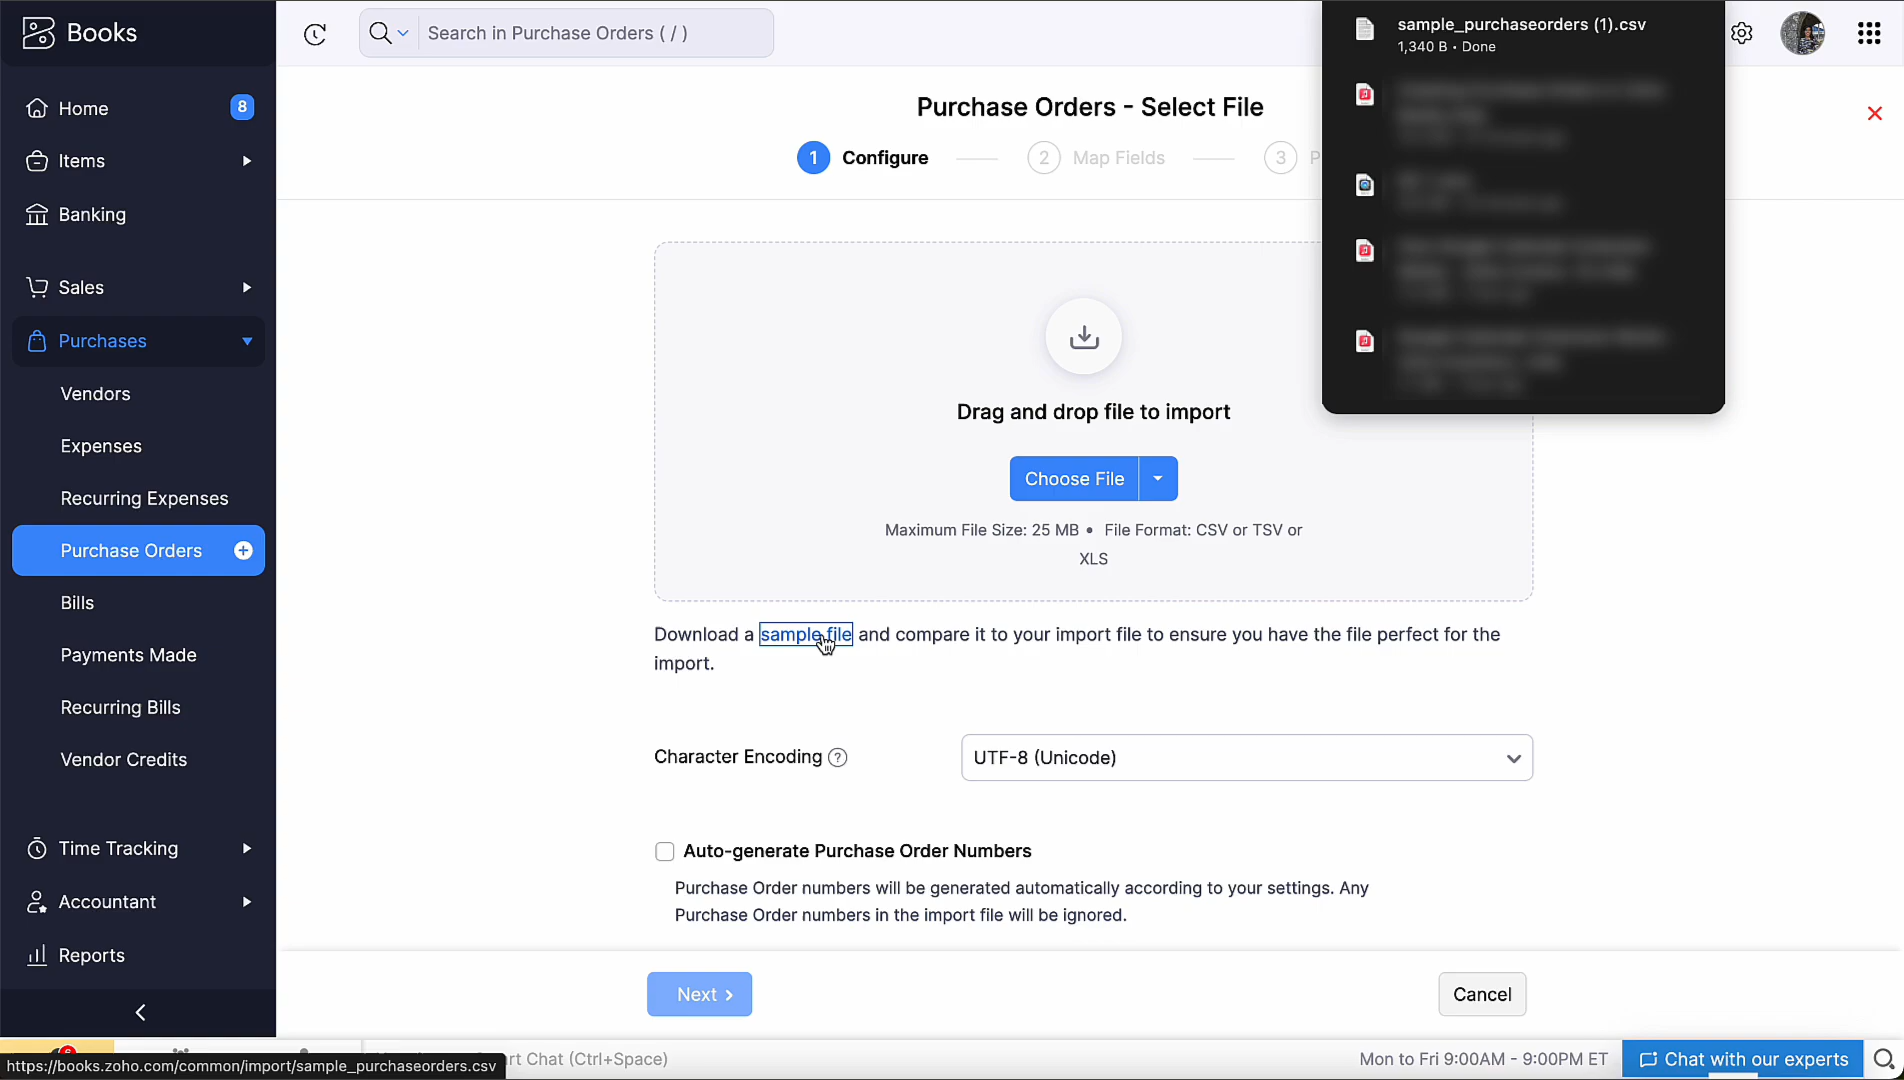 Books
Search in Purchase Orders ( / )
sample_purchaseorders (1).csv
1,340 B • Done
Home
8
Items
Banking
Sales
Purchases
Vendors
Expenses
Recurring Expenses
Purchase Orders
Bills
Payments Made
Recurring Bills
Vendor Credits
Time Tracking
Accountant
Reports
Purchase Orders - Select File
1 Configure
2 Map Fields
3 P
Drag and drop file to import
Choose File
Maximum File Size: 25 MB • File Format: CSV or TSV or
XLS
Download a sample file and compare it to your import file to ensure you have the file perfect for the
import.
Character Encoding ?
UTF-8 (Unicode)
Auto-generate Purchase Order Numbers
Purchase Order numbers will be generated automatically according to your settings. Any
Purchase Order numbers in the import file will be ignored.
Next
Cancel
https://books.zoho.com/common/import/sample_purchaseorders.csv
rt Chat (Ctrl+Space)
Mon to Fri 9:00AM - 9:00PM ET
Chat with our experts